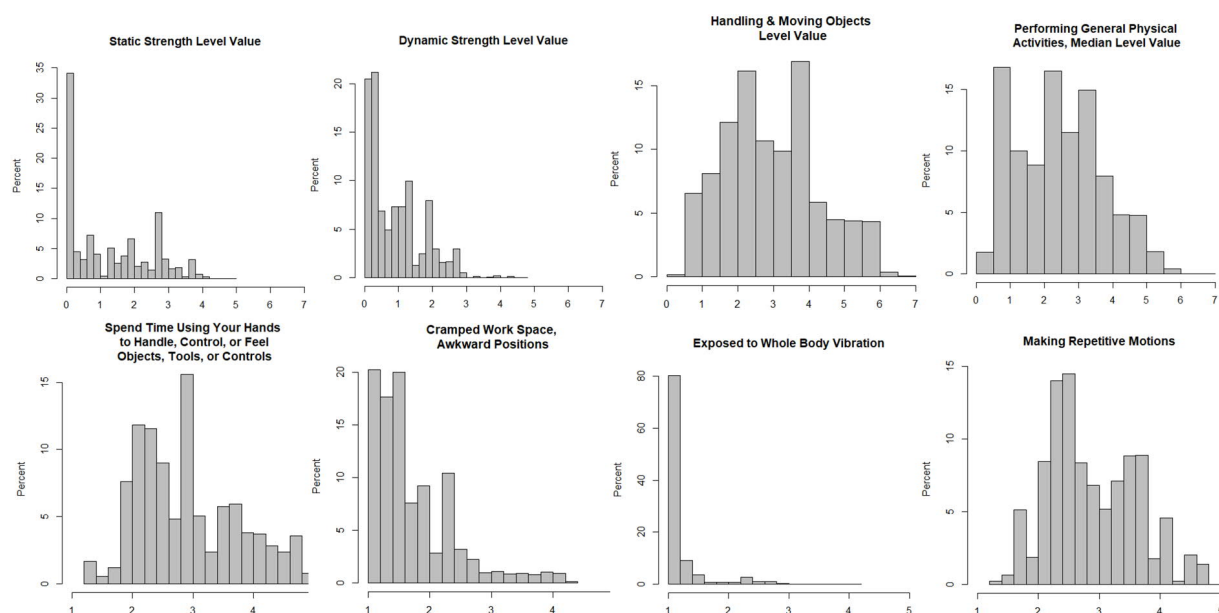 Static Strength Level Value
Percent
35
30
25
20
15
10
5
0
0 1 2 3 4 5 6 7
Dynamic Strength Level Value
Percent
20
15
10
5
0
0 1 2 3 4 5 6 7
Handling & Moving Objects
Level Value
Percent
15
10
5
0
0 1 2 3 4 5 6 7
Performing General Physical
Activities, Median Level Value
Percent
15
10
5
0
0 1 2 3 4 5 6 7
Spend Time Using Your Hands
to Handle, Control, or Feel
Objects, Tools, or Controls
Percent
15
10
5
0
1 2 3 4
Cramped Work Space,
Awkward Positions
Percent
20
15
10
5
0
1 2 3 4
Exposed to Whole Body Vibration
Percent
80
60
40
20
0
1 2 3 4 5
Making Repetitive Motions
Percent
15
10
5
0
1 2 3 4